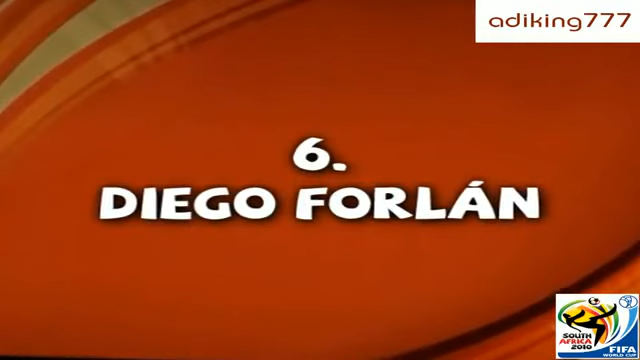 adiking777
6.
DIEGO FORLÁN
SOUTH
AFRICA
2010
FIFA
WORLD CUP